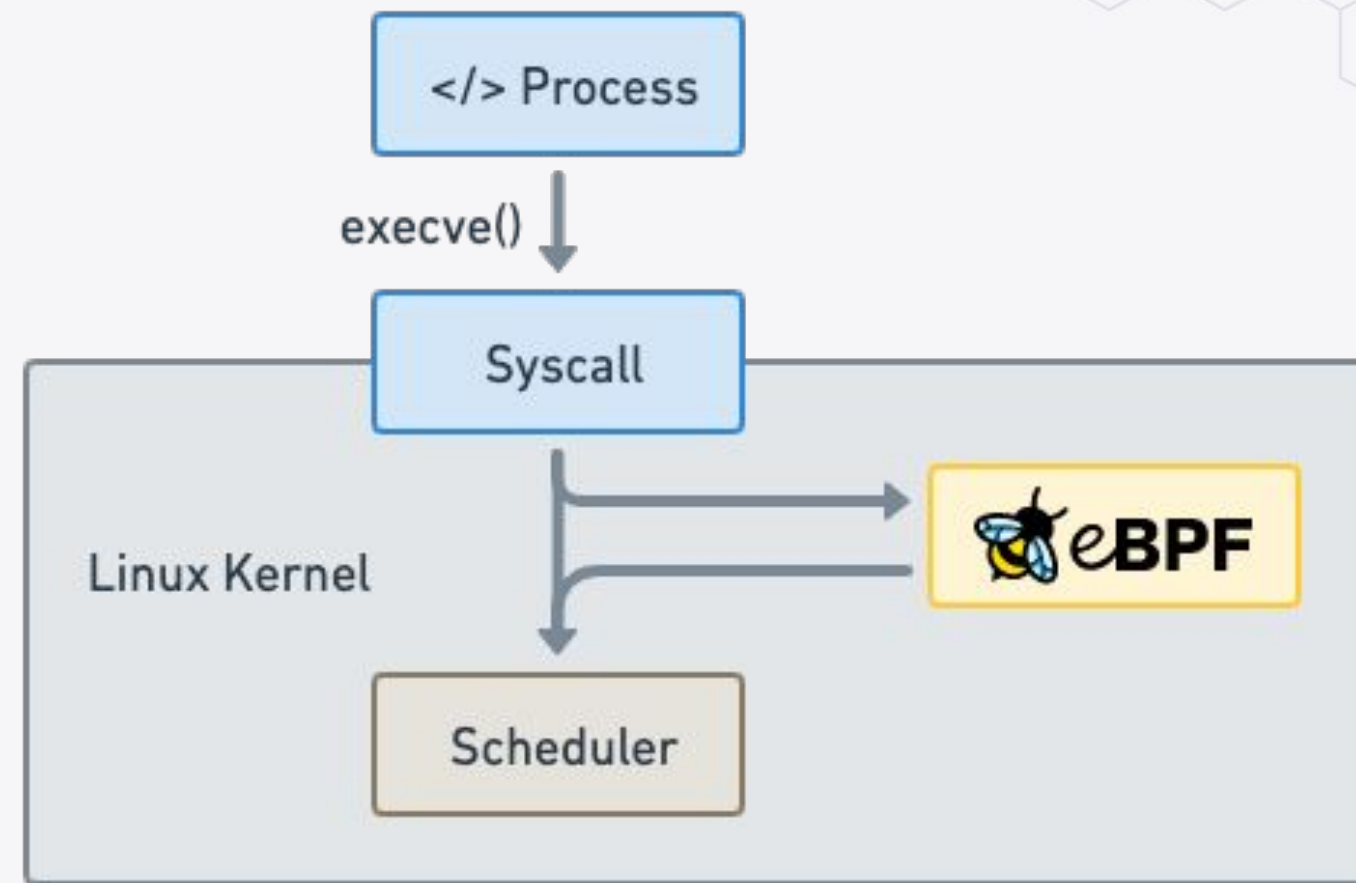 </> Process
execve()
Syscall
Linux Kernel
eBPF
Scheduler